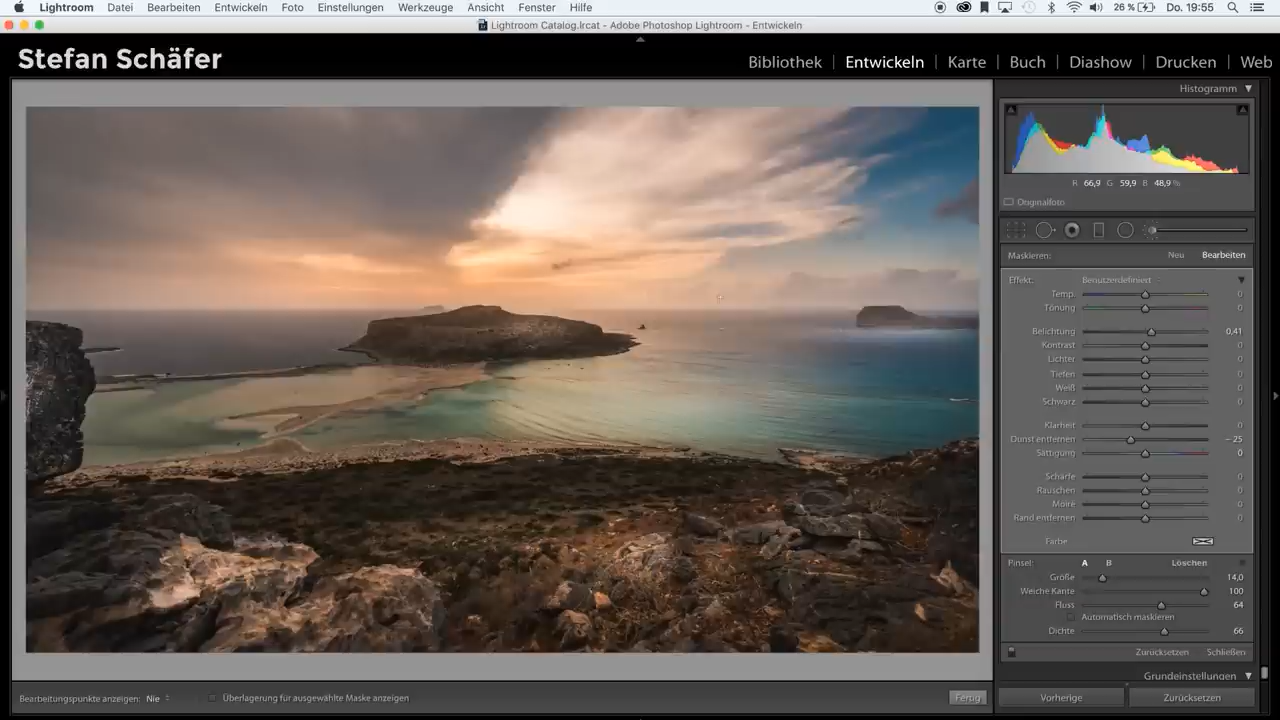 Lightroom Datei Bearbeiten Entwickeln Foto Einstellungen Werkzeuge Ansicht Fenster Hilfe 26 % Do. 19:55
Lightroom Catalog.lrcat - Adobe Photoshop Lightroom - Entwickeln
Stefan Schäfer
Bibliothek | Entwickeln | Karte | Buch | Diashow | Drucken | Web
Histogramm
R 66,9 G 59,9 B 48,9 %
Originalfoto
Maskieren: Neu Bearbeiten
Effekt: Benutzerdefiniert
Temp. 0
Tönung 0
Belichtung 0,41
Kontrast 0
Lichter 0
Tiefen 0
Weiß 0
Schwarz 0
Klarheit 0
Dunst entfernen – 25
Sättigung 0
Schärfe 0
Rauschen 0
Moiré 0
Rand entfernen 0
Farbe
Pinsel: A B Löschen
Größe 14,0
Weiche Kante 100
Fluss 64
Automatisch maskieren
Dichte 66
Zurücksetzen Schließen
Grundeinstellungen
Bearbeitungspunkte anzeigen: Nie Überlagerung für ausgewählte Maske anzeigen Fertig Vorherige Zurücksetzen